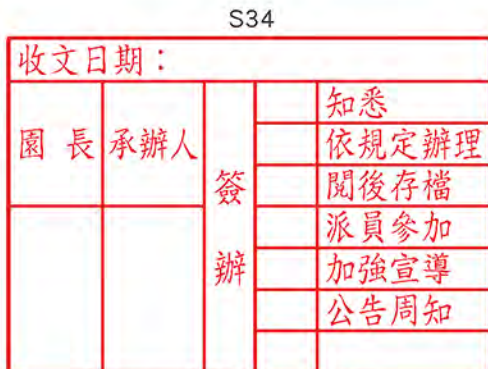 S34
收文日期：
園長
承辦人
簽辦
知悉
依規定辦理
閱後存檔
派員參加
加強宣導
公告周知